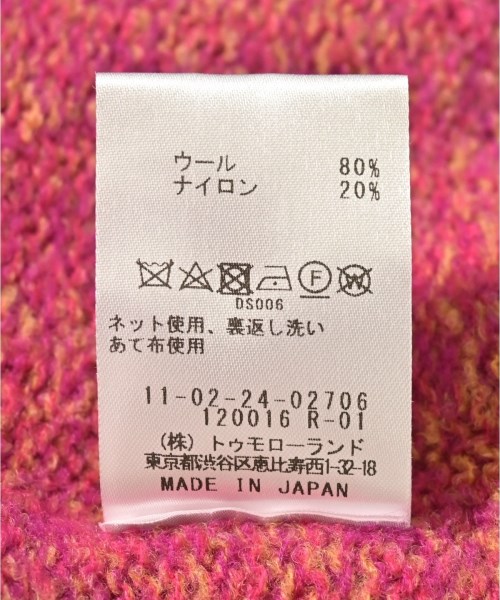 ウール 80%
ナイロン 20%
F W
DS006
ネット使用、裏返し洗い
あて布使用
11-02-24-02706
120016 R-01
(株) トゥモローランド
東京都渋谷区恵比寿西1-32-18
MADE IN JAPAN